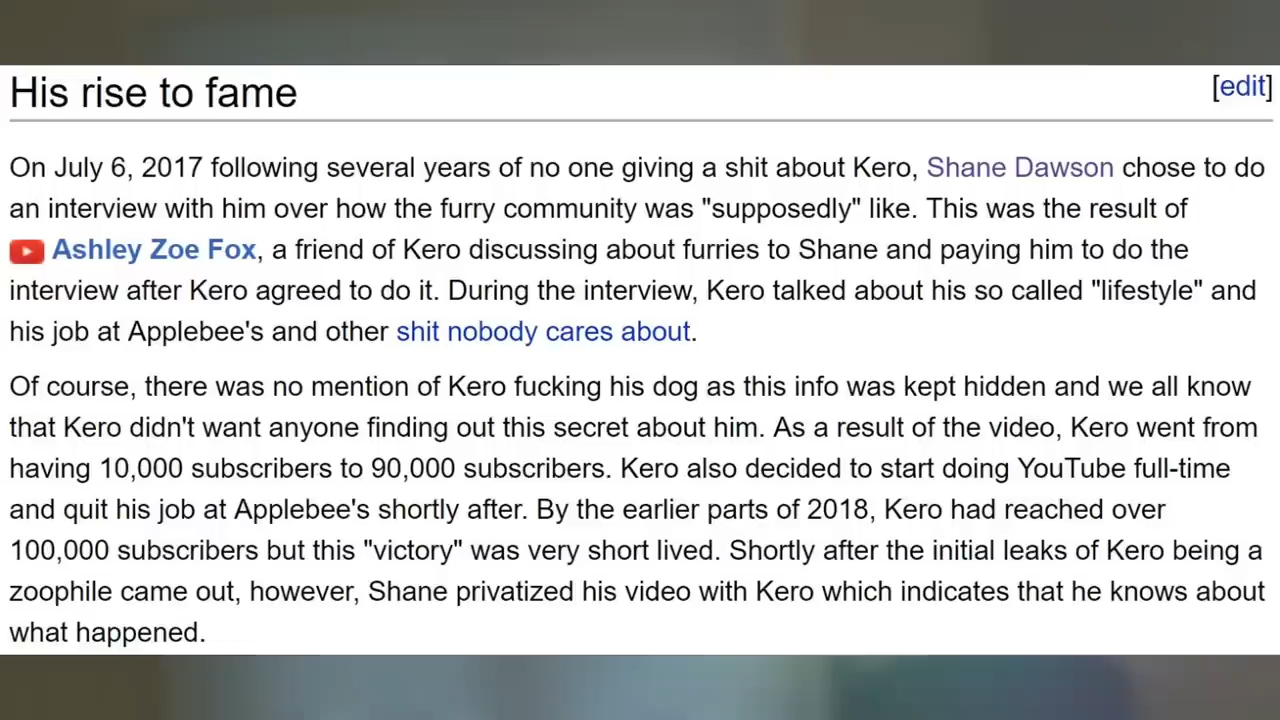 His rise to fame
[edit]
On July 6, 2017 following several years of no one giving a shit about Kero, Shane Dawson chose to do
an interview with him over how the furry community was "supposedly" like. This was the result of
Ashley Zoe Fox, a friend of Kero discussing about furries to Shane and paying him to do the
interview after Kero agreed to do it. During the interview, Kero talked about his so called "lifestyle" and
his job at Applebee's and other shit nobody cares about.
Of course, there was no mention of Kero fucking his dog as this info was kept hidden and we all know
that Kero didn't want anyone finding out this secret about him. As a result of the video, Kero went from
having 10,000 subscribers to 90,000 subscribers. Kero also decided to start doing YouTube full-time
and quit his job at Applebee's shortly after. By the earlier parts of 2018, Kero had reached over
100,000 subscribers but this "victory" was very short lived. Shortly after the initial leaks of Kero being a
zoophile came out, however, Shane privatized his video with Kero which indicates that he knows about
what happened.